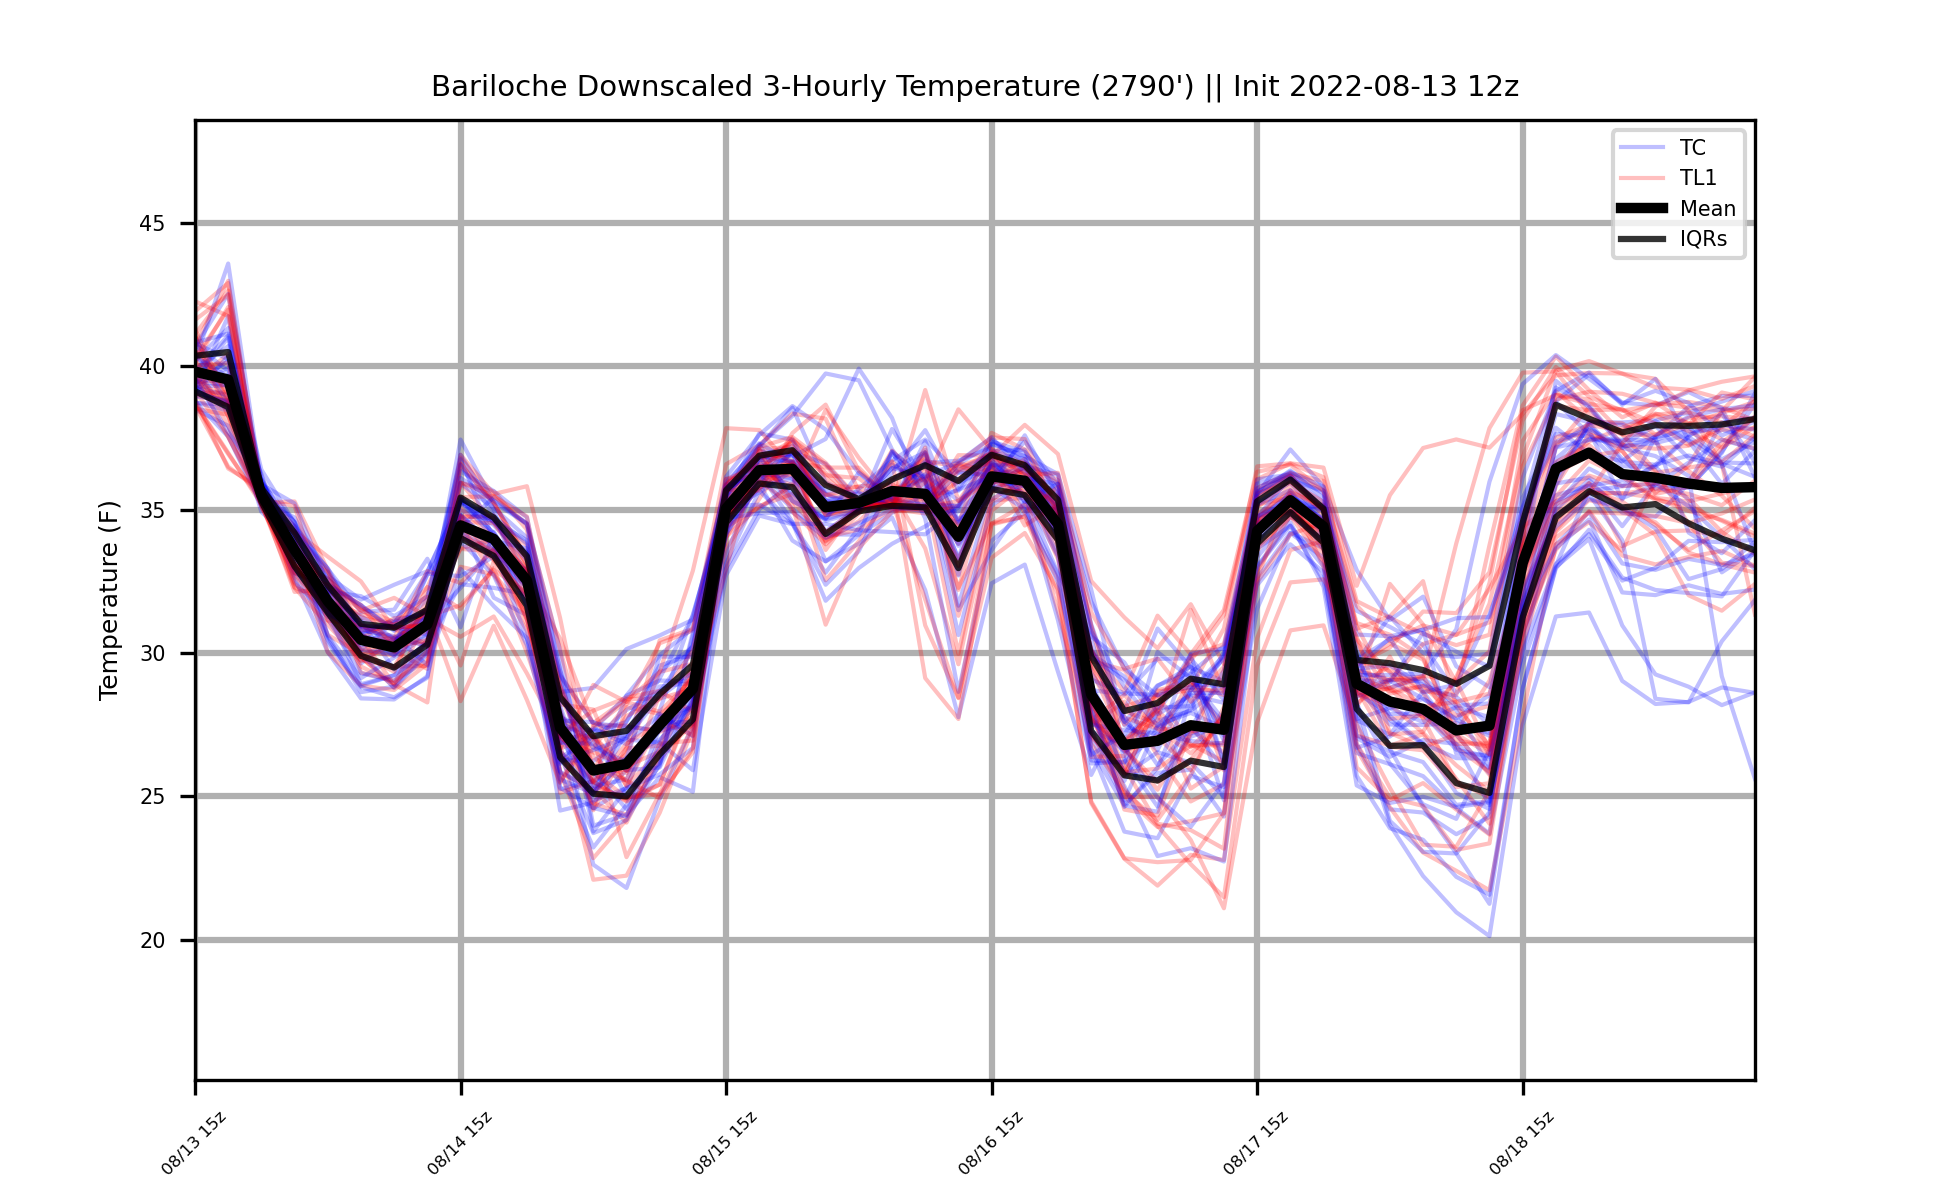 Bariloche Downscaled 3-Hourly Temperature (2790') || Init 2022-08-13 12z
TC
TL1
Mean
IQRs
Temperature (F)
45
40
35
30
25
20
08/13 15z
08/14 15z
08/15 15z
08/16 15z
08/17 15z
08/18 15z